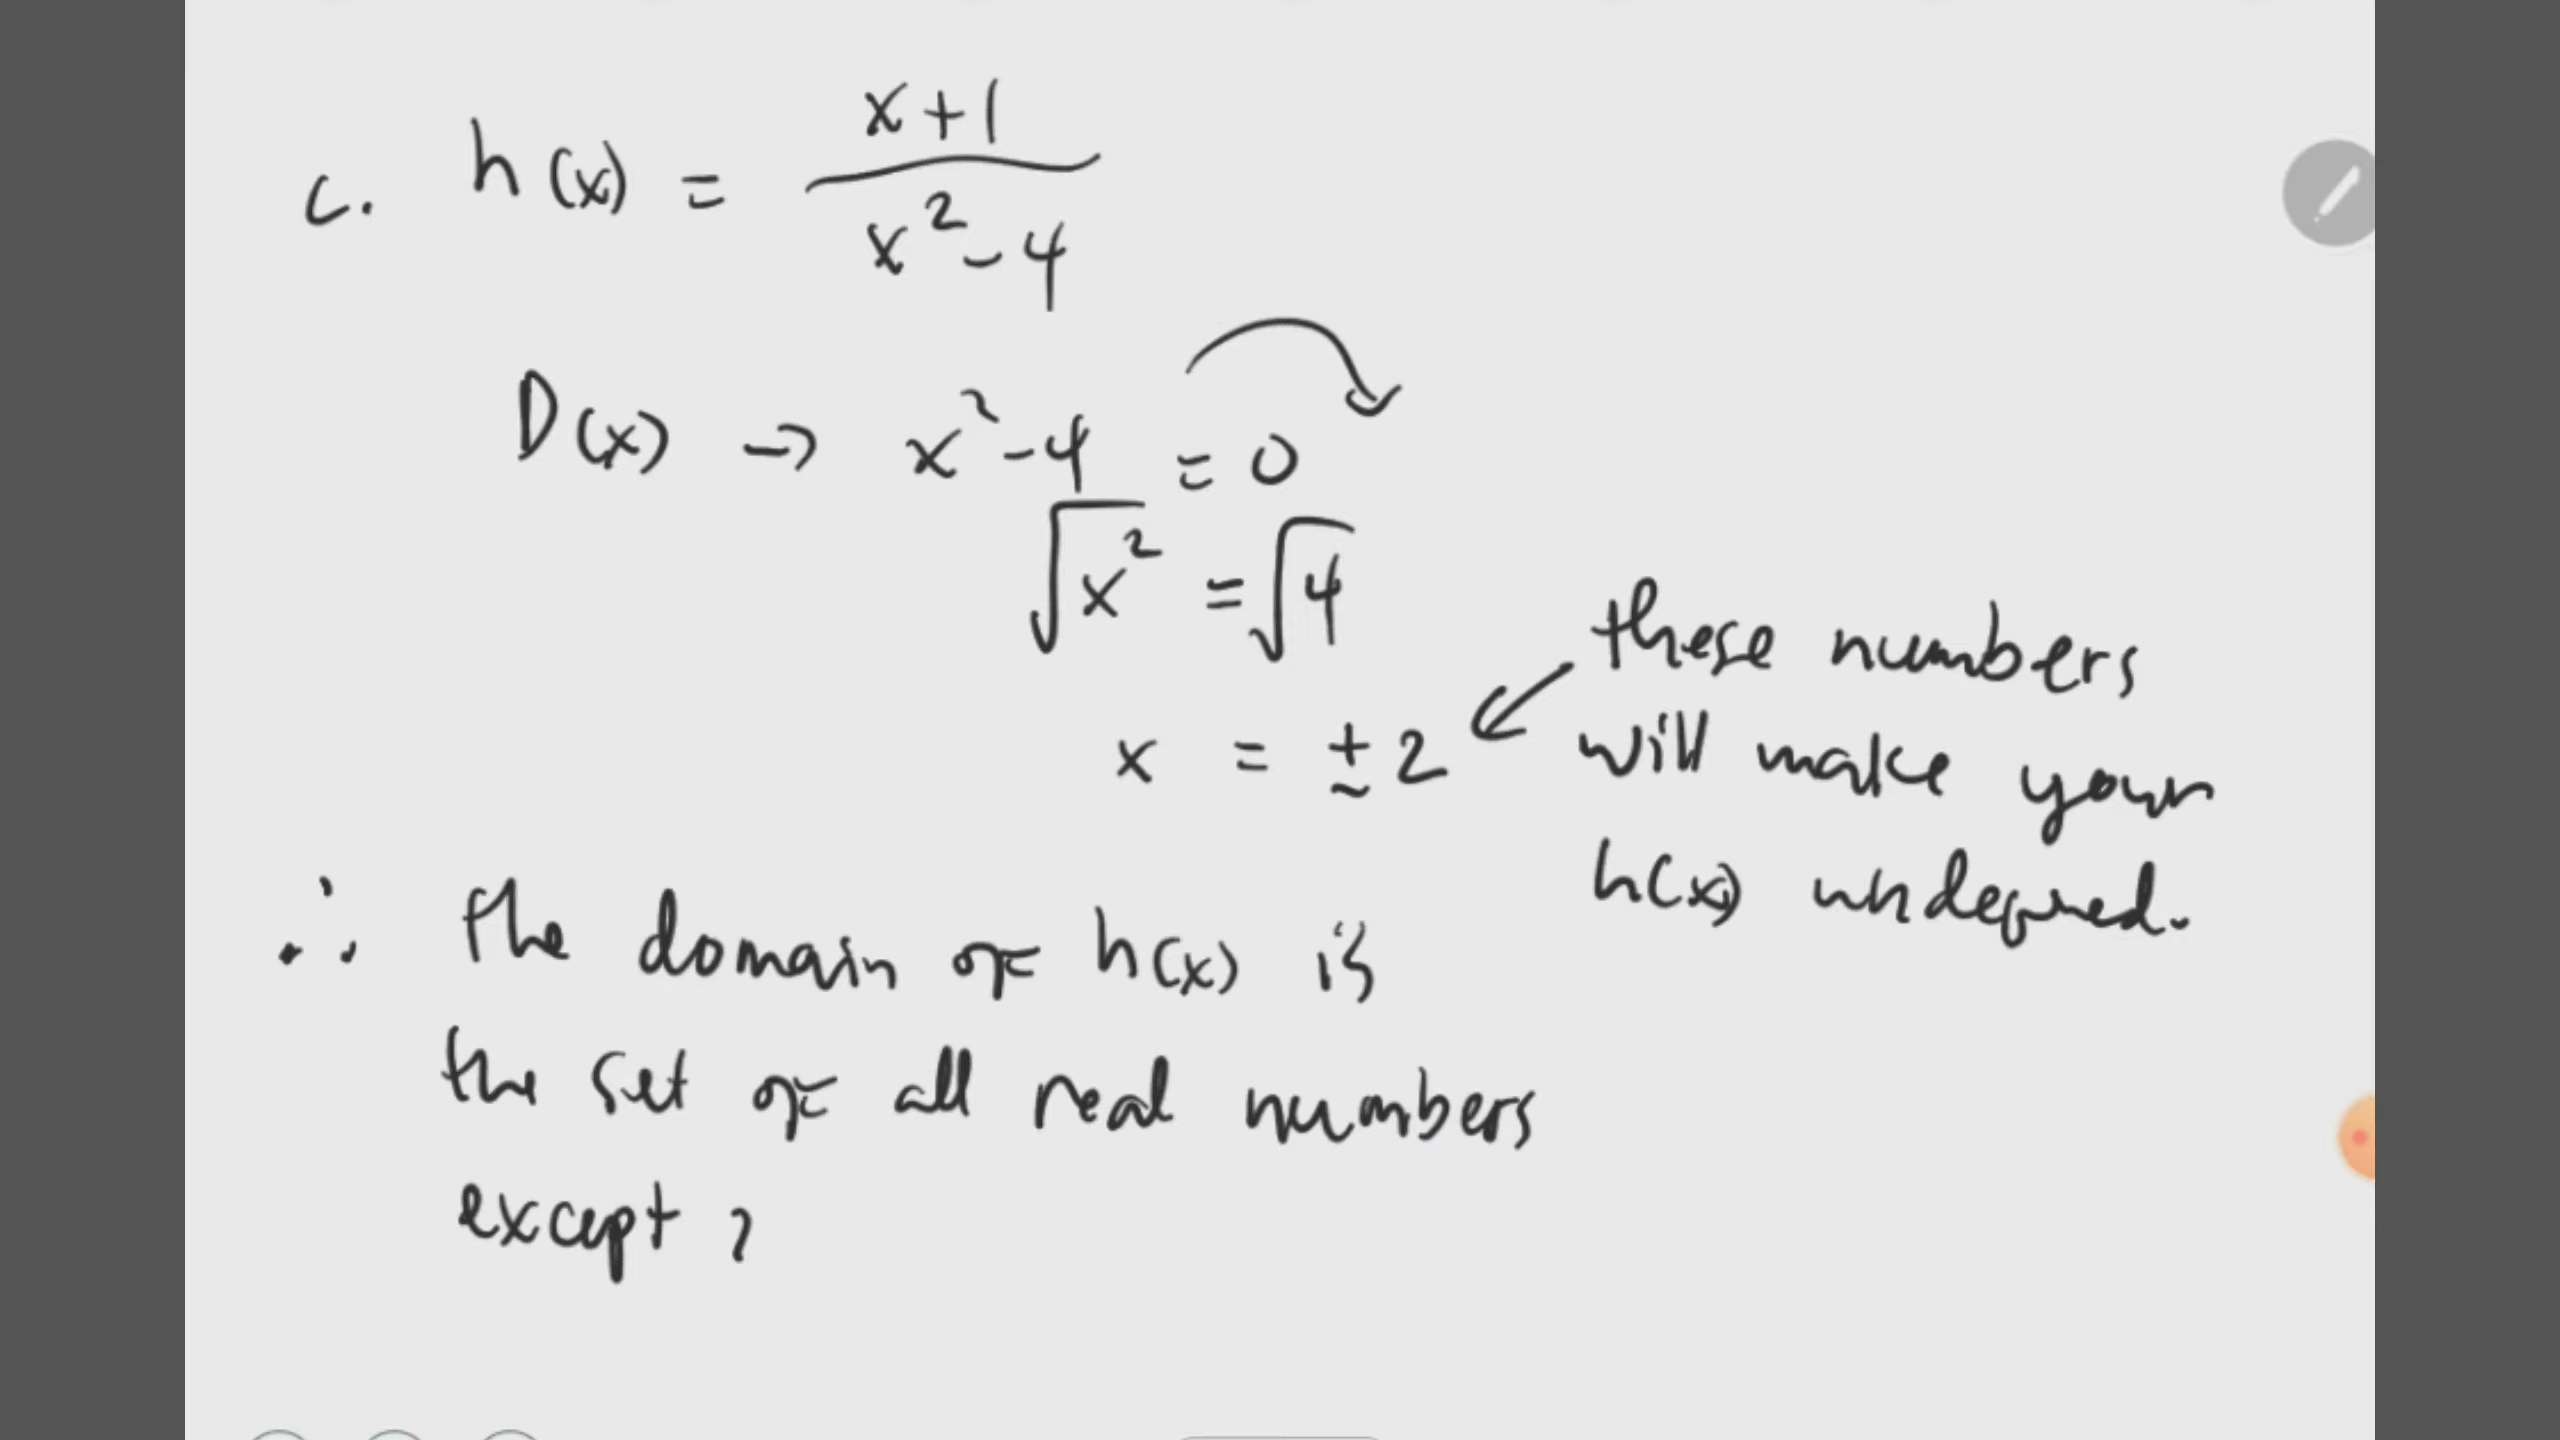 c. h(x) = x+1 / x² - 4
D(x) → x² - 4 = 0
√x² = √4
x = ± 2
these numbers
will make your
h(x) undefined.
∴ the domain of h(x) is
the set of all real numbers
except